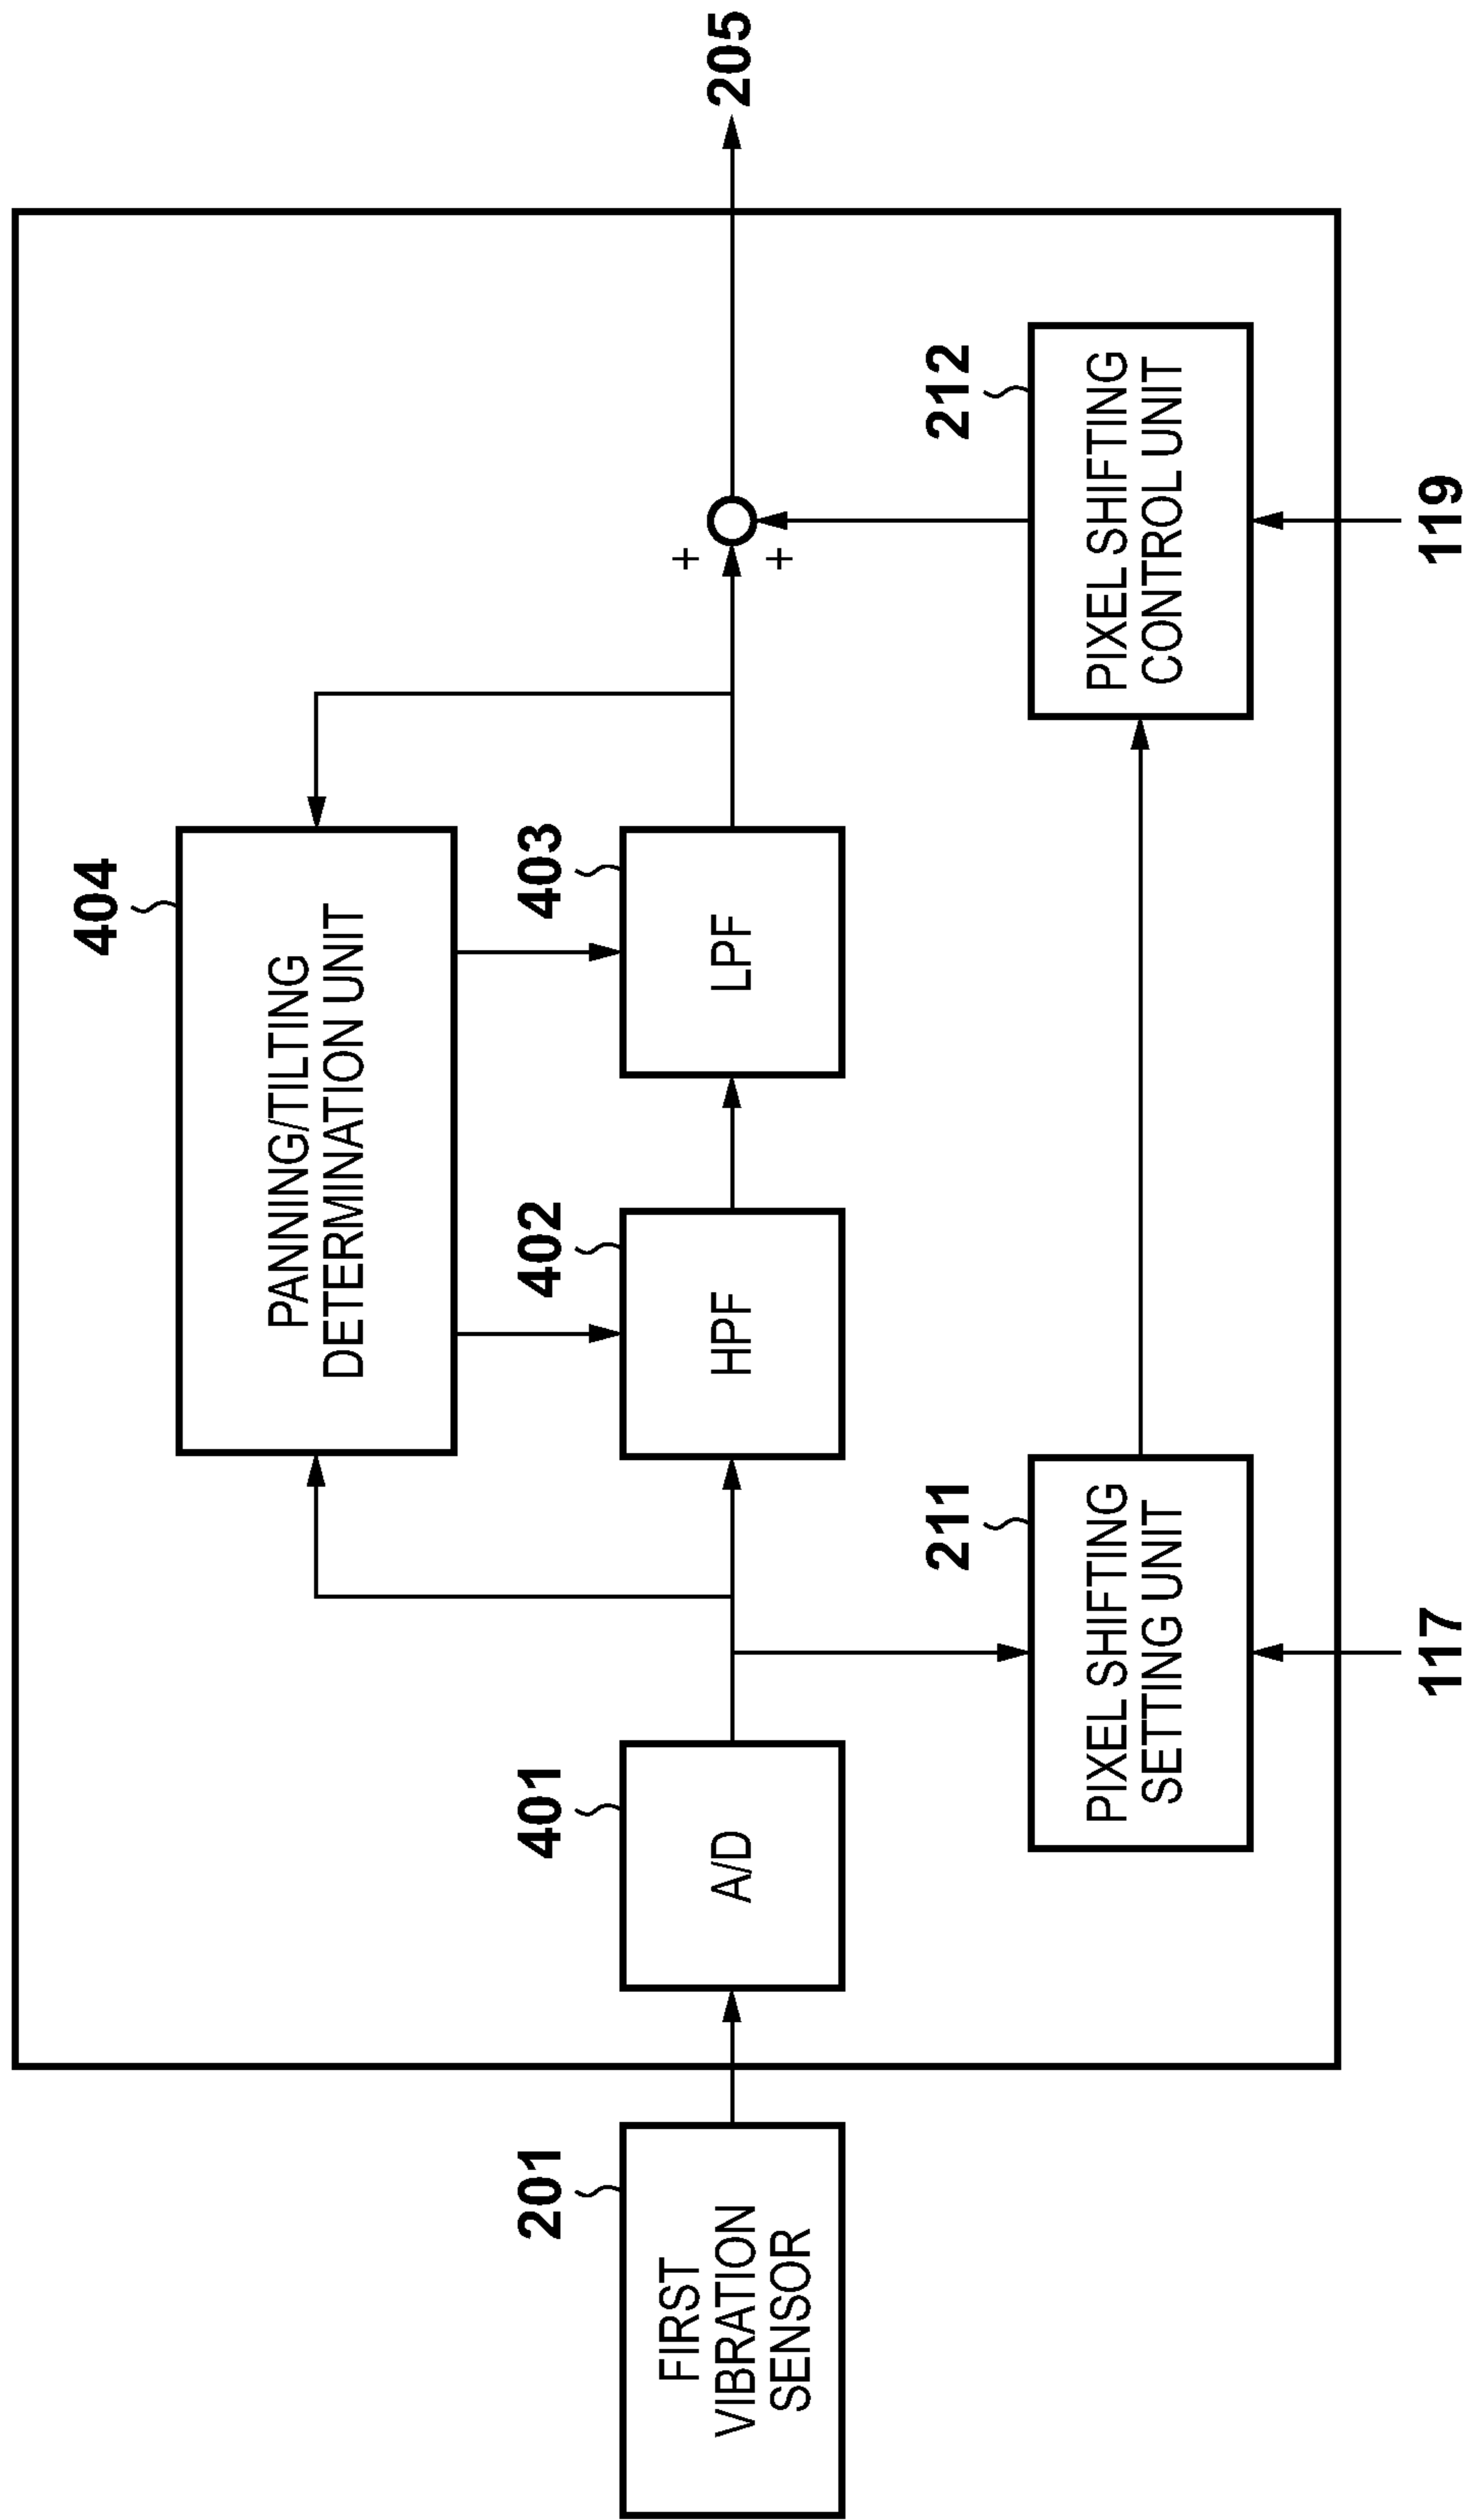 404
PANNING/TILTING
DETERMINATION UNIT
201
FIRST
VIBRATION
SENSOR
401
A/D
402
HPF
403
LPF
+
+
205
211
PIXEL SHIFTING
SETTING UNIT
212
PIXEL SHIFTING
CONTROL UNIT
117
119